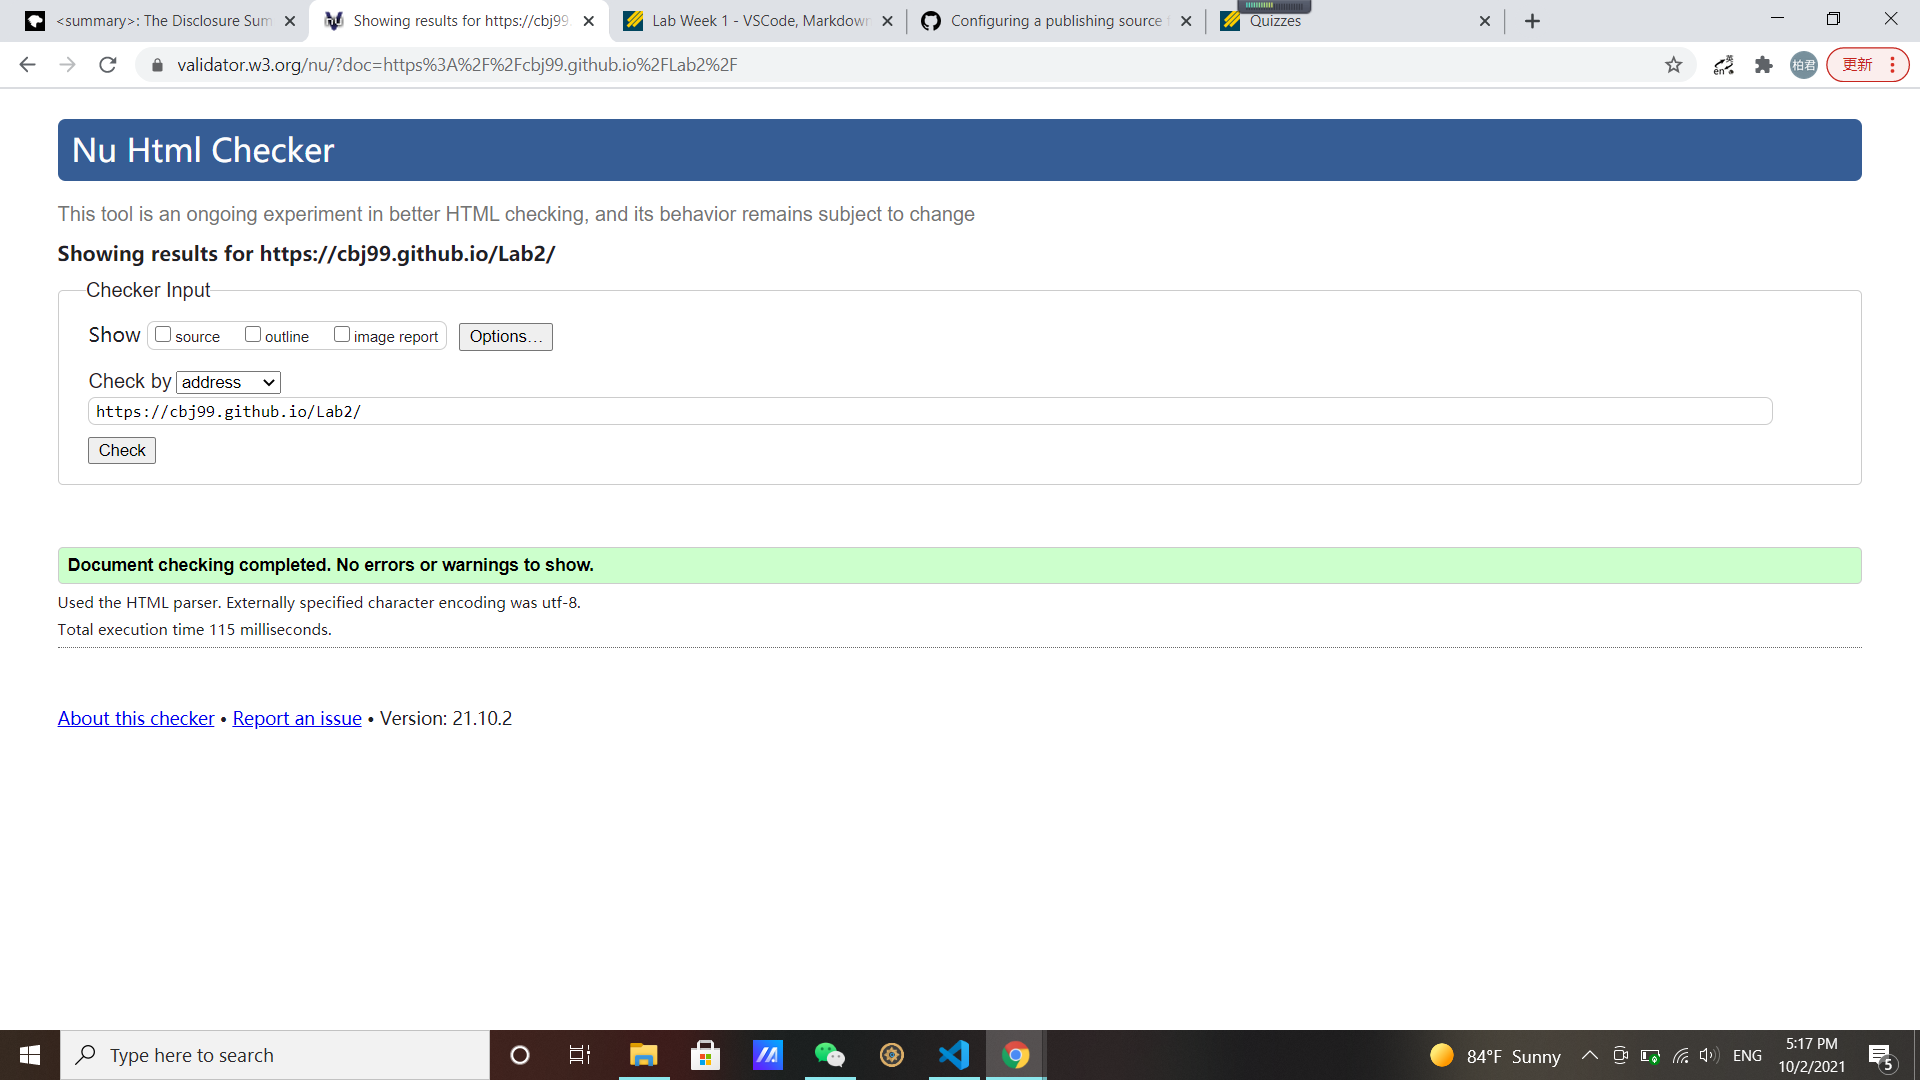 <summary>: The Disclosure Sum
Showing results for https://cbj99.
Lab Week 1 - VSCode, Markdown
Configuring a publishing source
Quizzes
validator.w3.org/nu/?doc=https%3A%2F%2Fcbj99.github.io%2FLab2%2F
柏君
更新
Nu Html Checker
This tool is an ongoing experiment in better HTML checking, and its behavior remains subject to change
Showing results for https://cbj99.github.io/Lab2/
Checker Input
Show source outline image report Options...
Check by address
https://cbj99.github.io/Lab2/
Check
Document checking completed. No errors or warnings to show.
Used the HTML parser. Externally specified character encoding was utf-8.
Total execution time 115 milliseconds.
About this checker • Report an issue • Version: 21.10.2
Type here to search
84°F Sunny
ENG
5:17 PM
10/2/2021
5